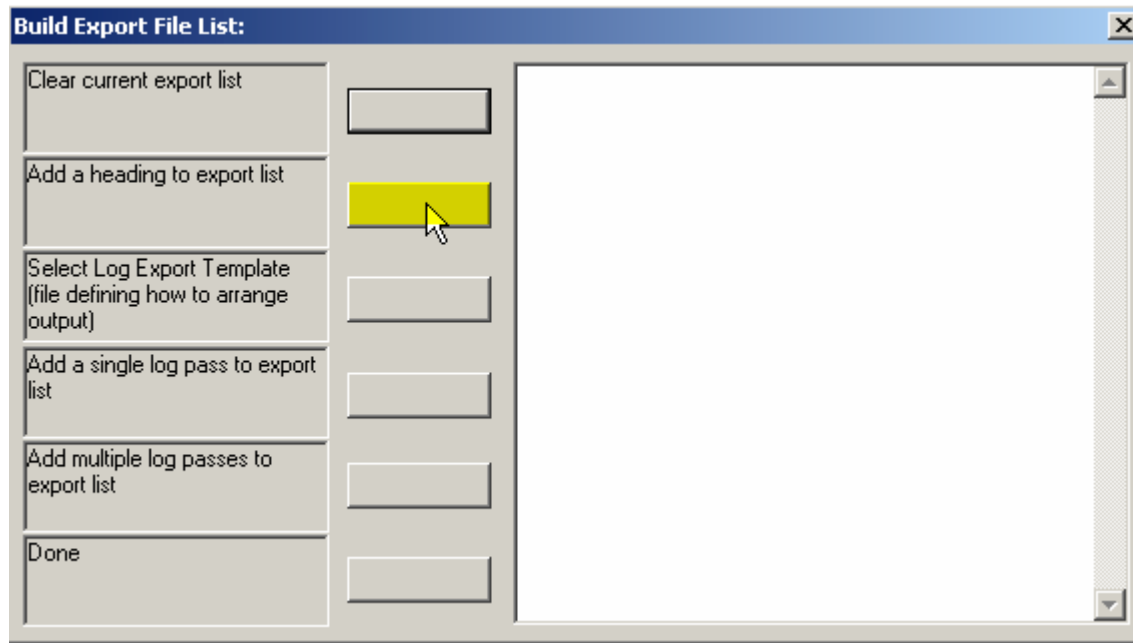 Build Export File List:
Clear current export list
Add a heading to export list
Select Log Export Template
(file defining how to arrange
output)
Add a single log pass to export
list
Add multiple log passes to
export list
Done